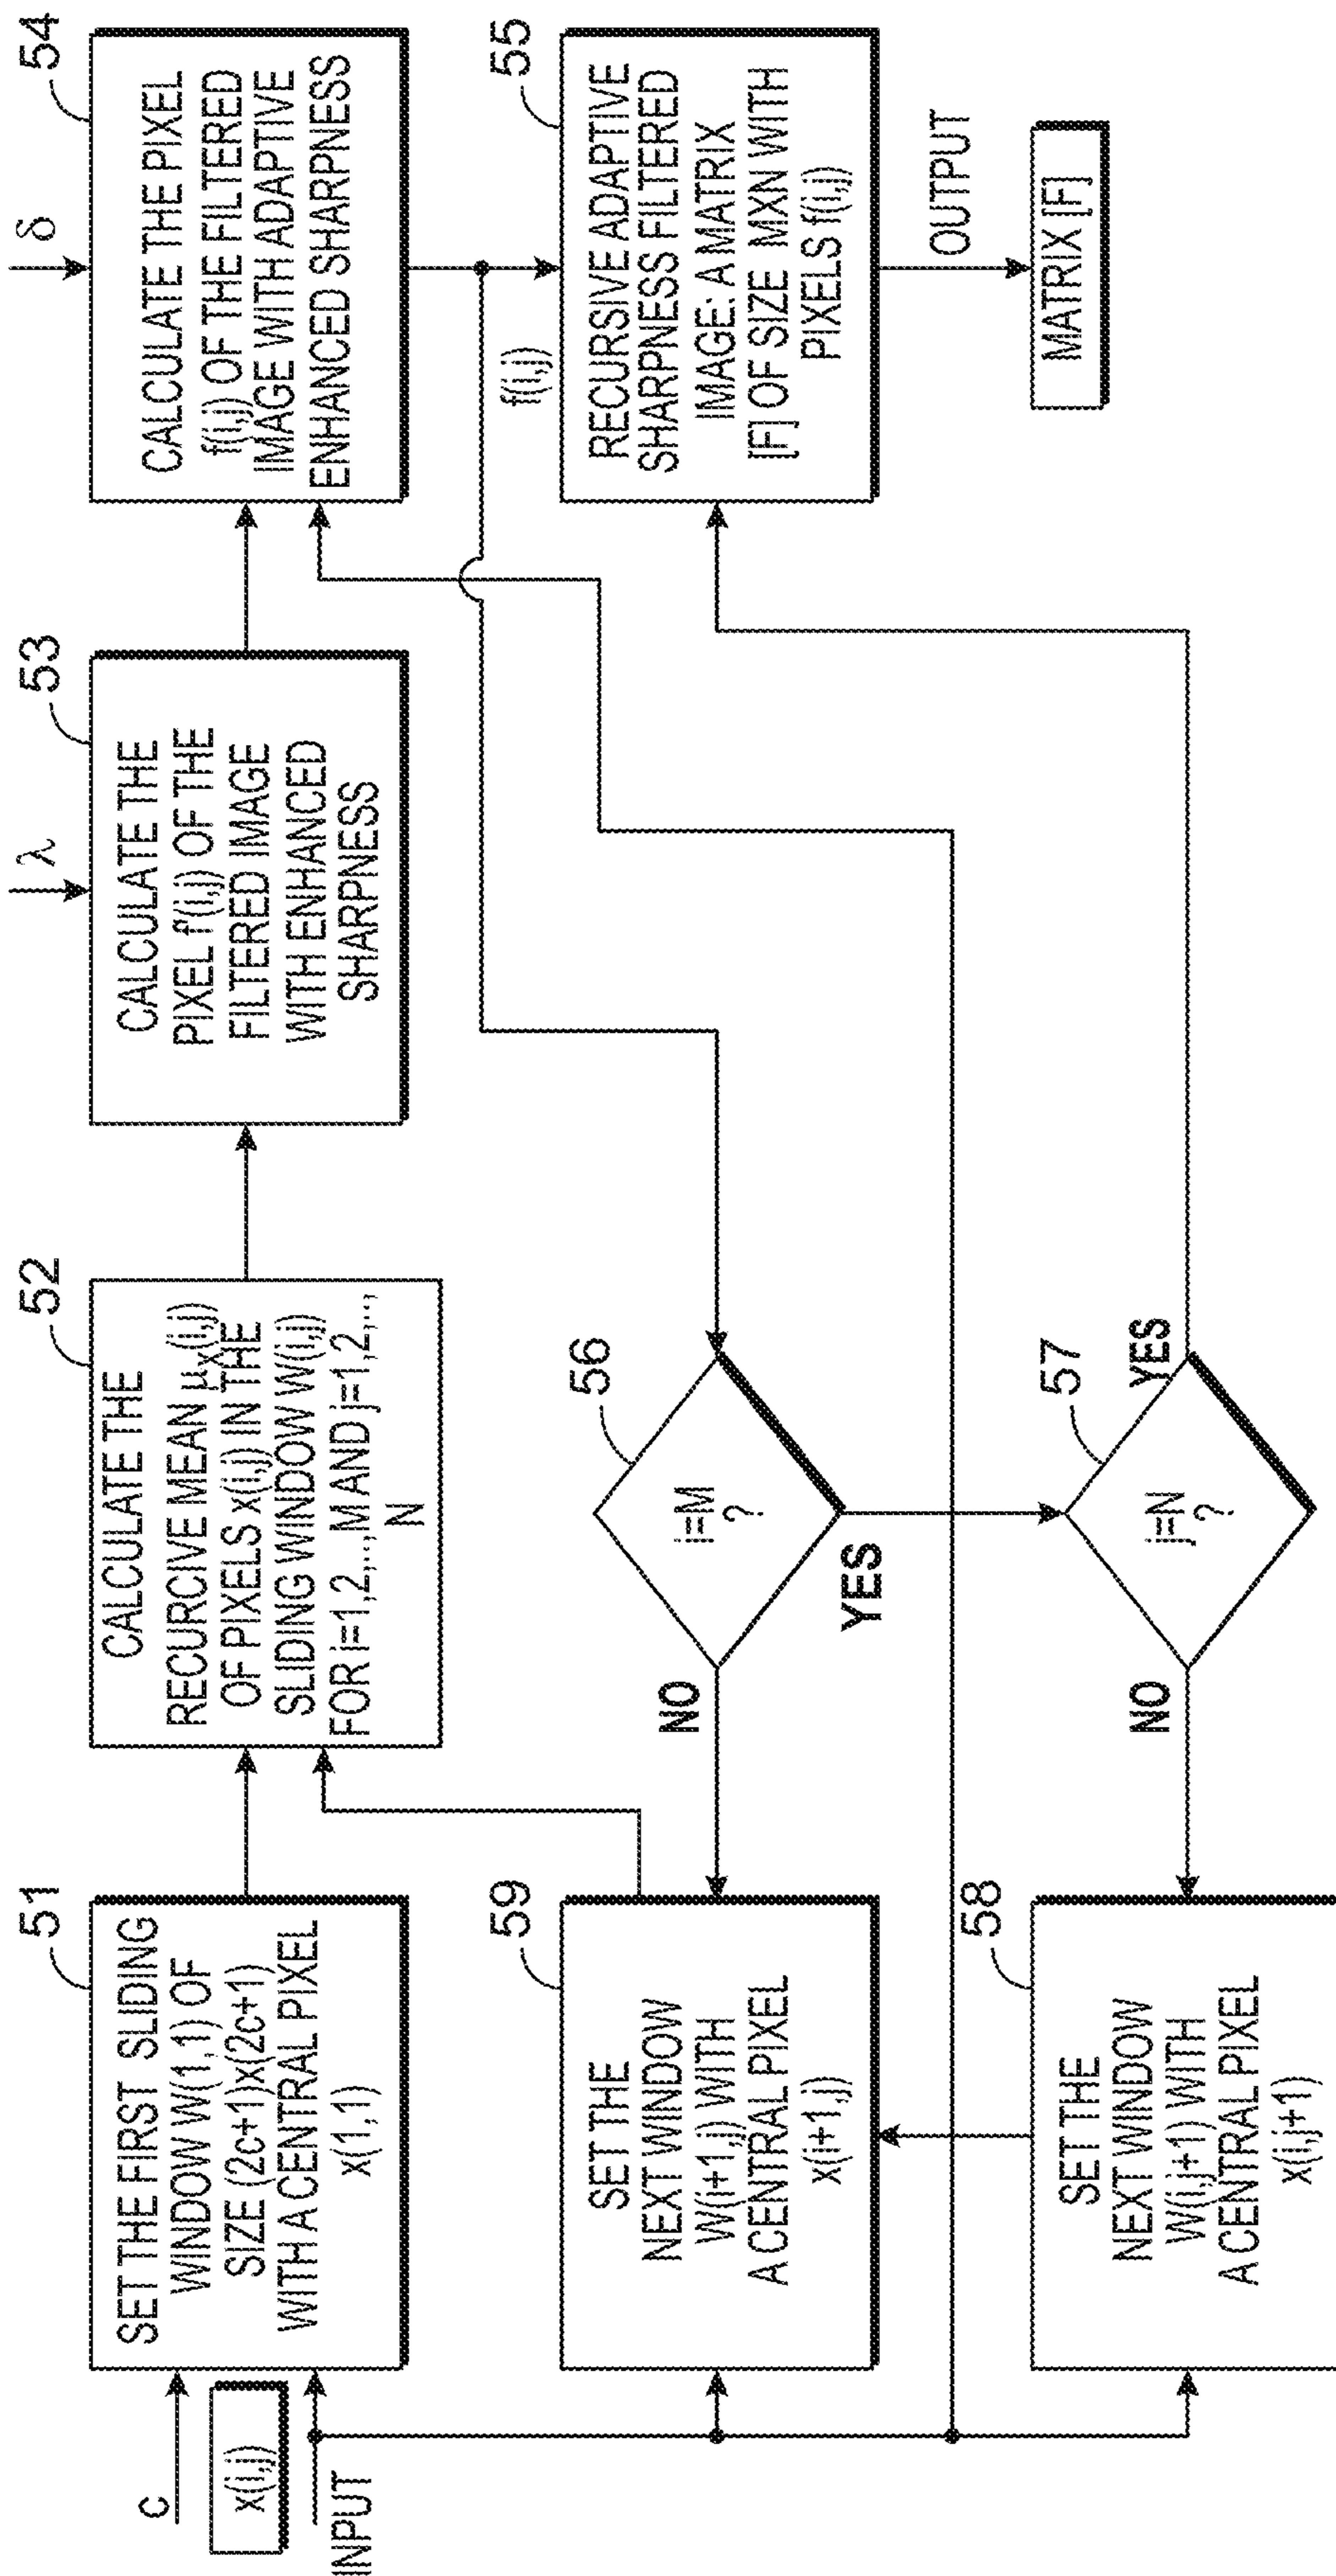 c
x(i,j)
INPUT
51
SET THE FIRST SLIDING
WINDOW W(1,1) OF
SIZE (2c+1)x(2c+1)
WITH A CENTRAL PIXEL
x(1,1)
52
CALCULATE THE
RECURCIVE MEAN μx(i,j)
OF PIXELS x(i,j) IN THE
SLIDING WINDOW W(i,j)
FOR i=1,2...,M AND j=1,2...,
N
λ
53
CALCULATE THE
PIXEL f'(i,j) OF THE
FILTERED IMAGE
WITH ENHANCED
SHARPNESS
δ
54
CALCULATE THE PIXEL
f(i,j) OF THE FILTERED
IMAGE WITH ADAPTIVE
ENHANCED SHARPNESS
f(i,j)
55
RECURSIVE ADAPTIVE
SHARPNESS FILTERED
IMAGE: A MATRIX
[F] OF SIZE MXN WITH
PIXELS f(i,j)
OUTPUT
MATRIX [F]
56
i=M
?
NO
YES
57
j=N
?
NO
YES
59
SET THE
NEXT WINDOW
W(i+1,j) WITH
A CENTRAL PIXEL
x(i+1,j)
58
SET THE
NEXT WINDOW
W(i,j+1) WITH
A CENTRAL PIXEL
x(i,j+1)